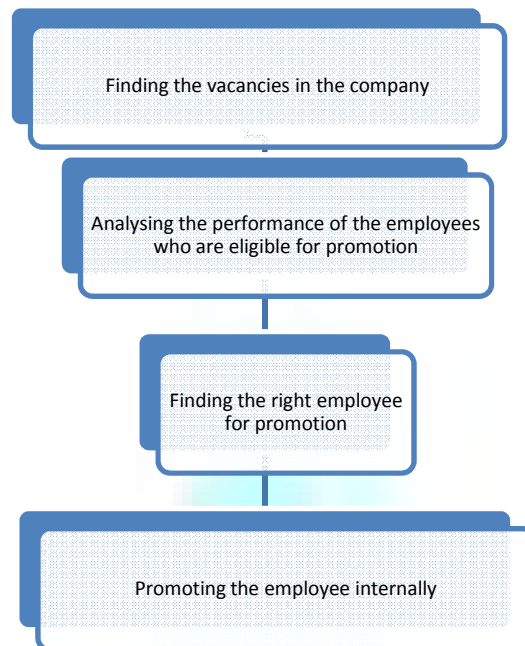 Finding the vacancies in the company
Analysing the performance of the employees
who are eligible for promotion
Finding the right employee
for promotion
Promoting the employee internally